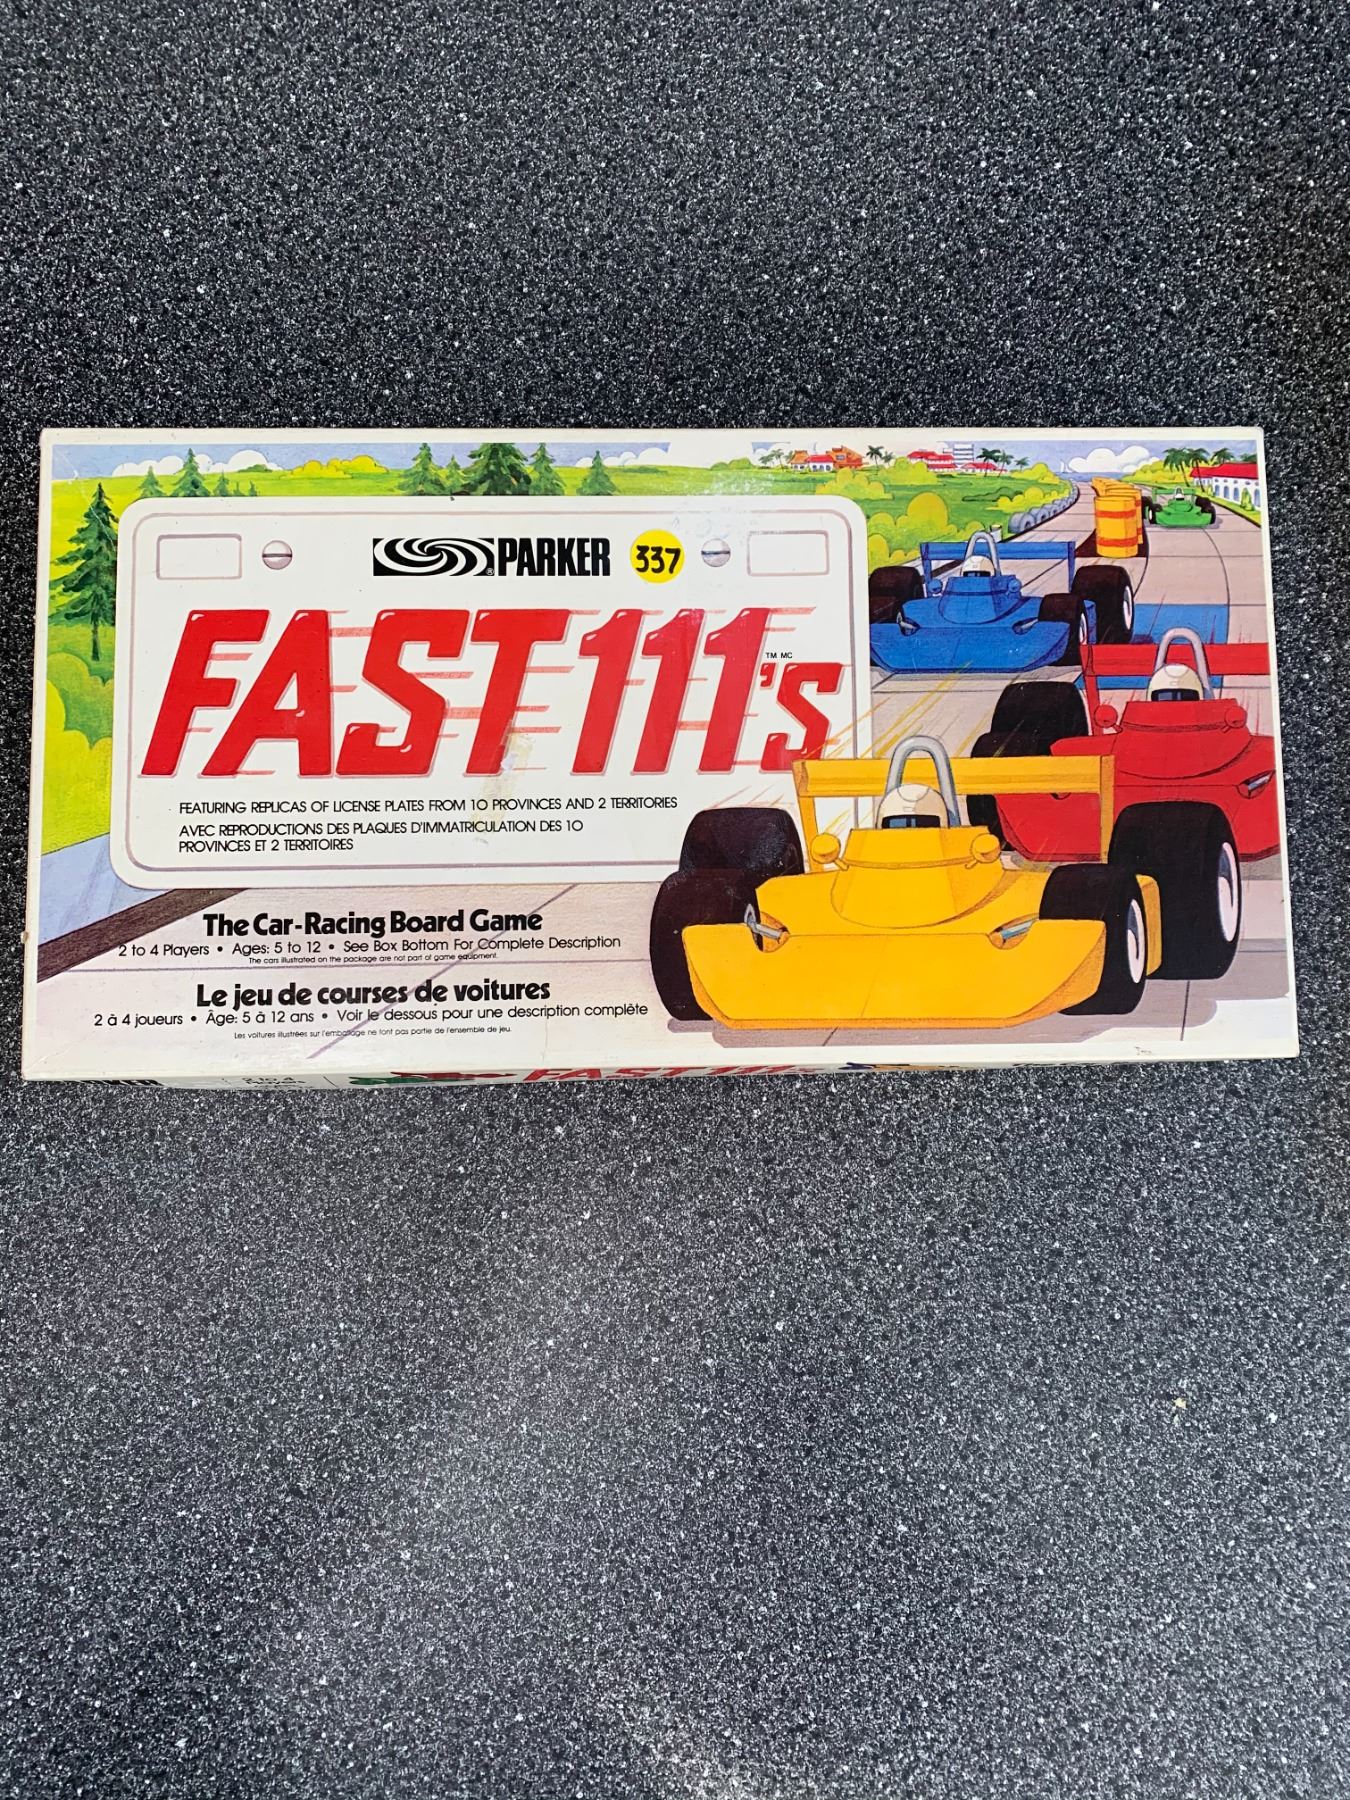 PARKER
337
FAST 111's
TM MC
FEATURING REPLICAS OF LICENSE PLATES FROM 10 PROVINCES AND 2 TERRITORIES
AVEC REPRODUCTIONS DES PLAQUES D'IMMATRICULATION DES 10
PROVINCES ET 2 TERRITOIRES
The Car-Racing Board Game
2 to 4 Players • Ages: 5 to 12 • See Box Bottom For Complete Description
The cars illustrated on the package are not part of game equipment.
Le jeu de courses de voitures
2 à 4 joueurs • Âge: 5 à 12 ans • Voir le dessous pour une description complète
Les voitures illustrées sur l'emballage ne font pas partie de l'ensemble de jeu.
FAST 111's